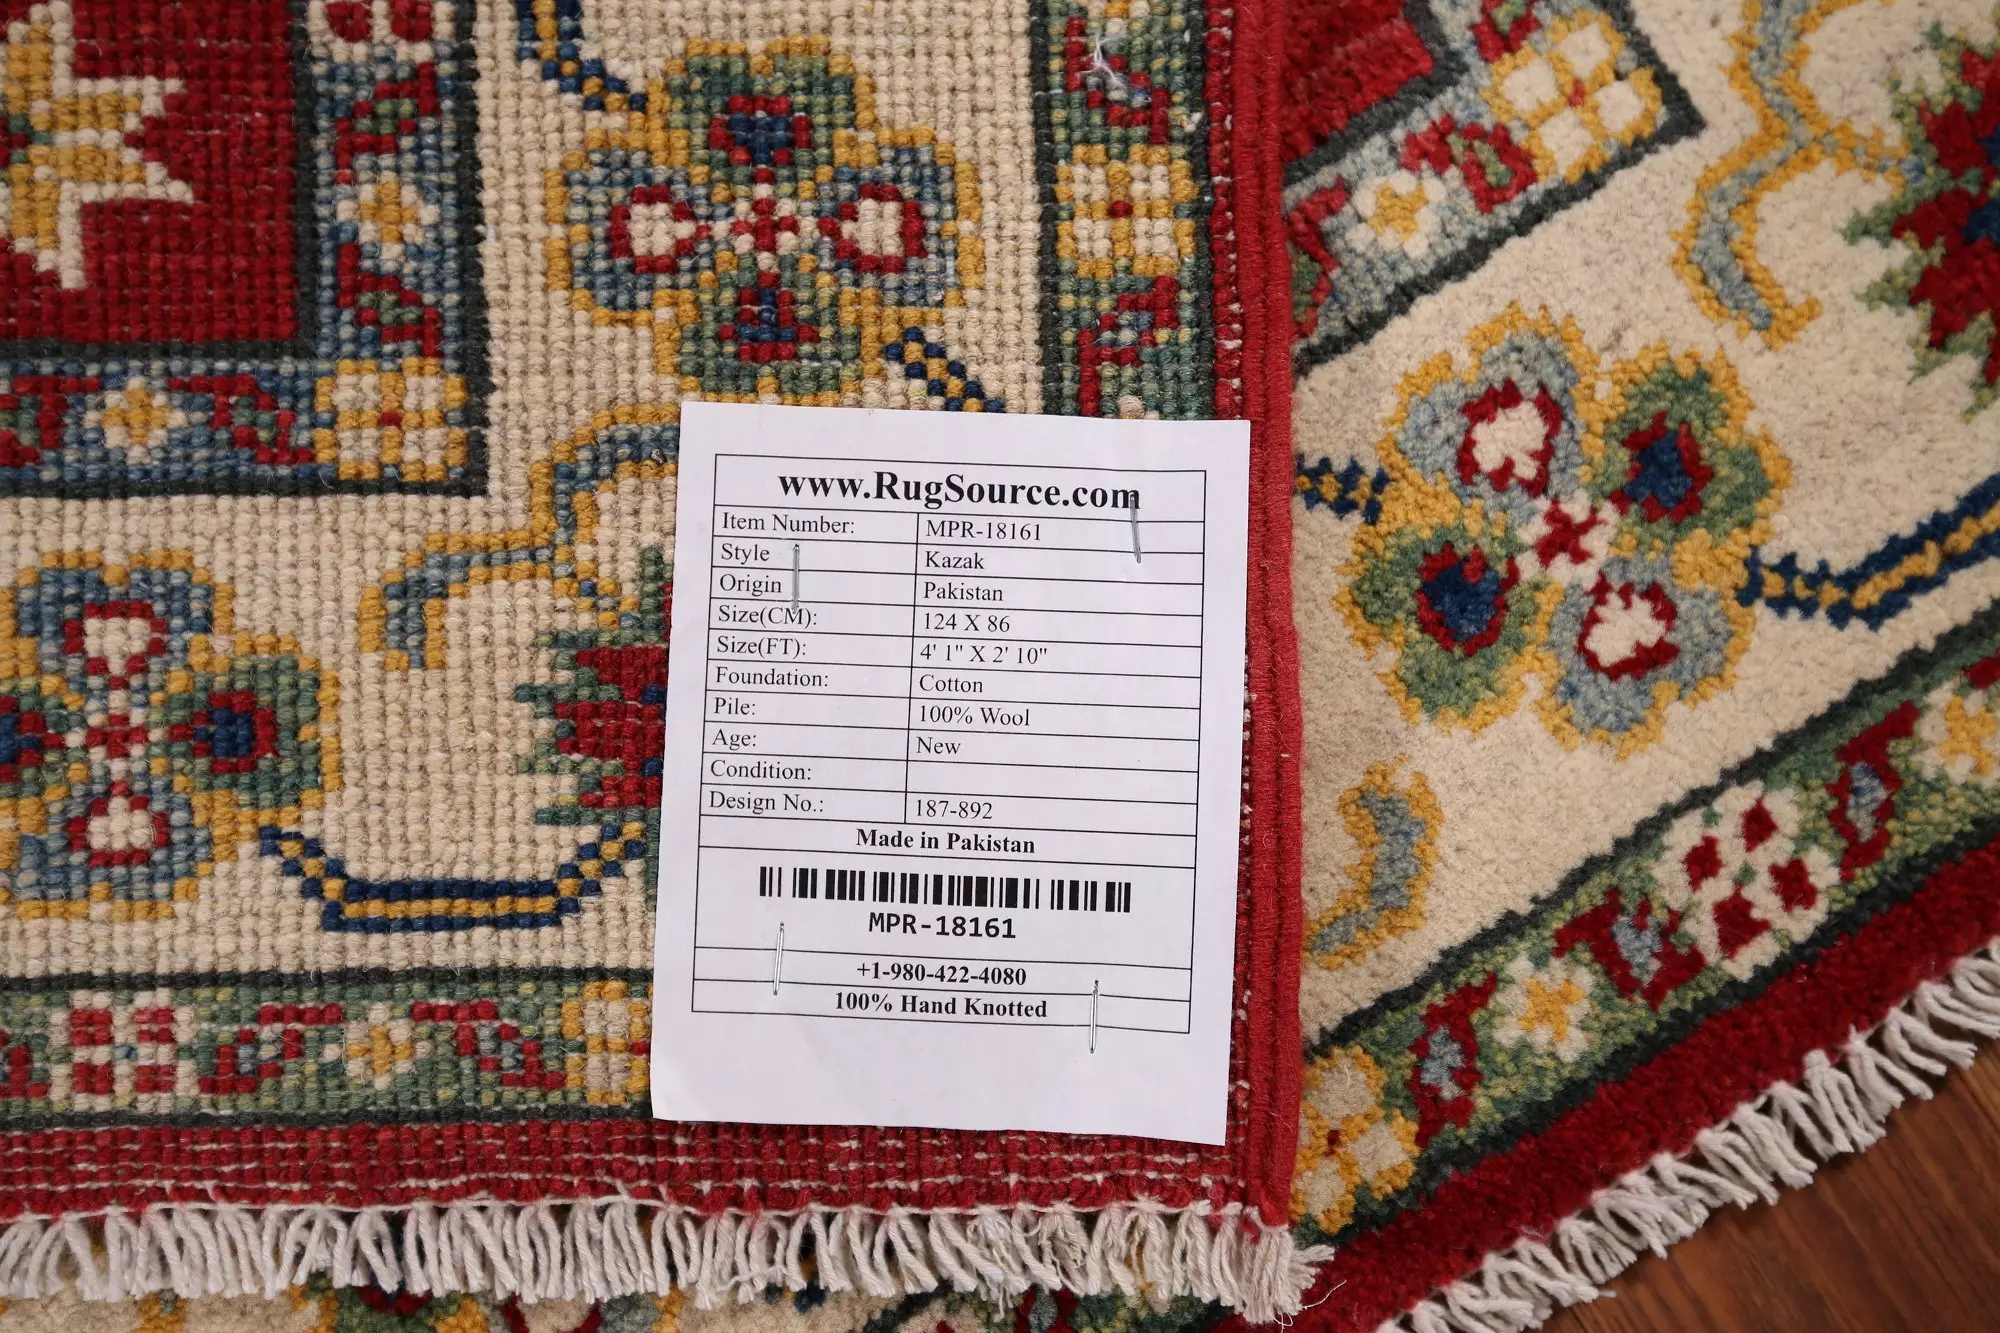 www.RugSource.com
Item Number: MPR-18161
Style Kazak
Origin Pakistan
Size(CM): 124 X 86
Size(FT): 4' 1" X 2' 10"
Foundation: Cotton
Pile: 100% Wool
Age: New
Condition:
Design No.: 187-892
Made in Pakistan
MPR-18161
+1-980-422-4080
100% Hand Knotted